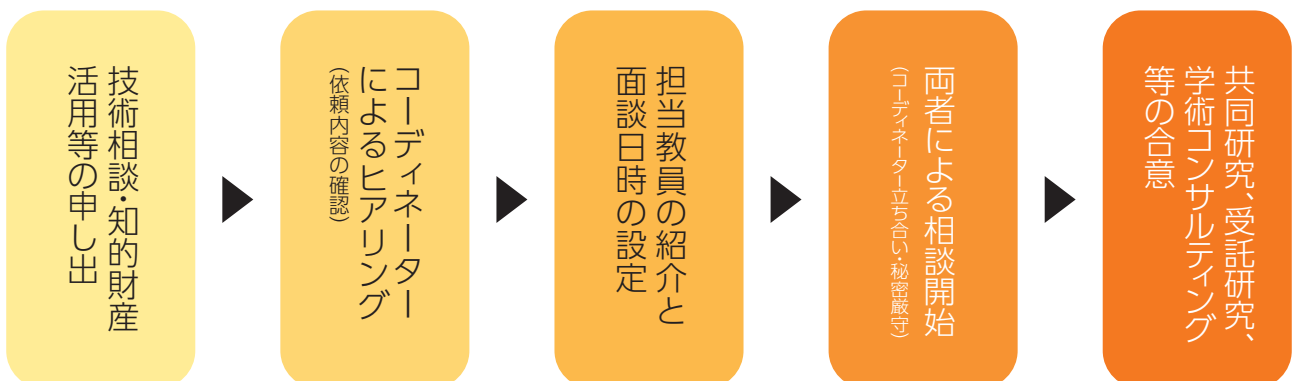 技術相談・知的財産
活用等の申し出
コーディネーター
によるヒアリング
(依頼内容の確認)
担当教員の紹介と
面談日時の設定
両者による相談開始
(コーディネーター立ち合い・秘密厳守)
共同研究、受託研究、
学術コンサルティング
等の合意